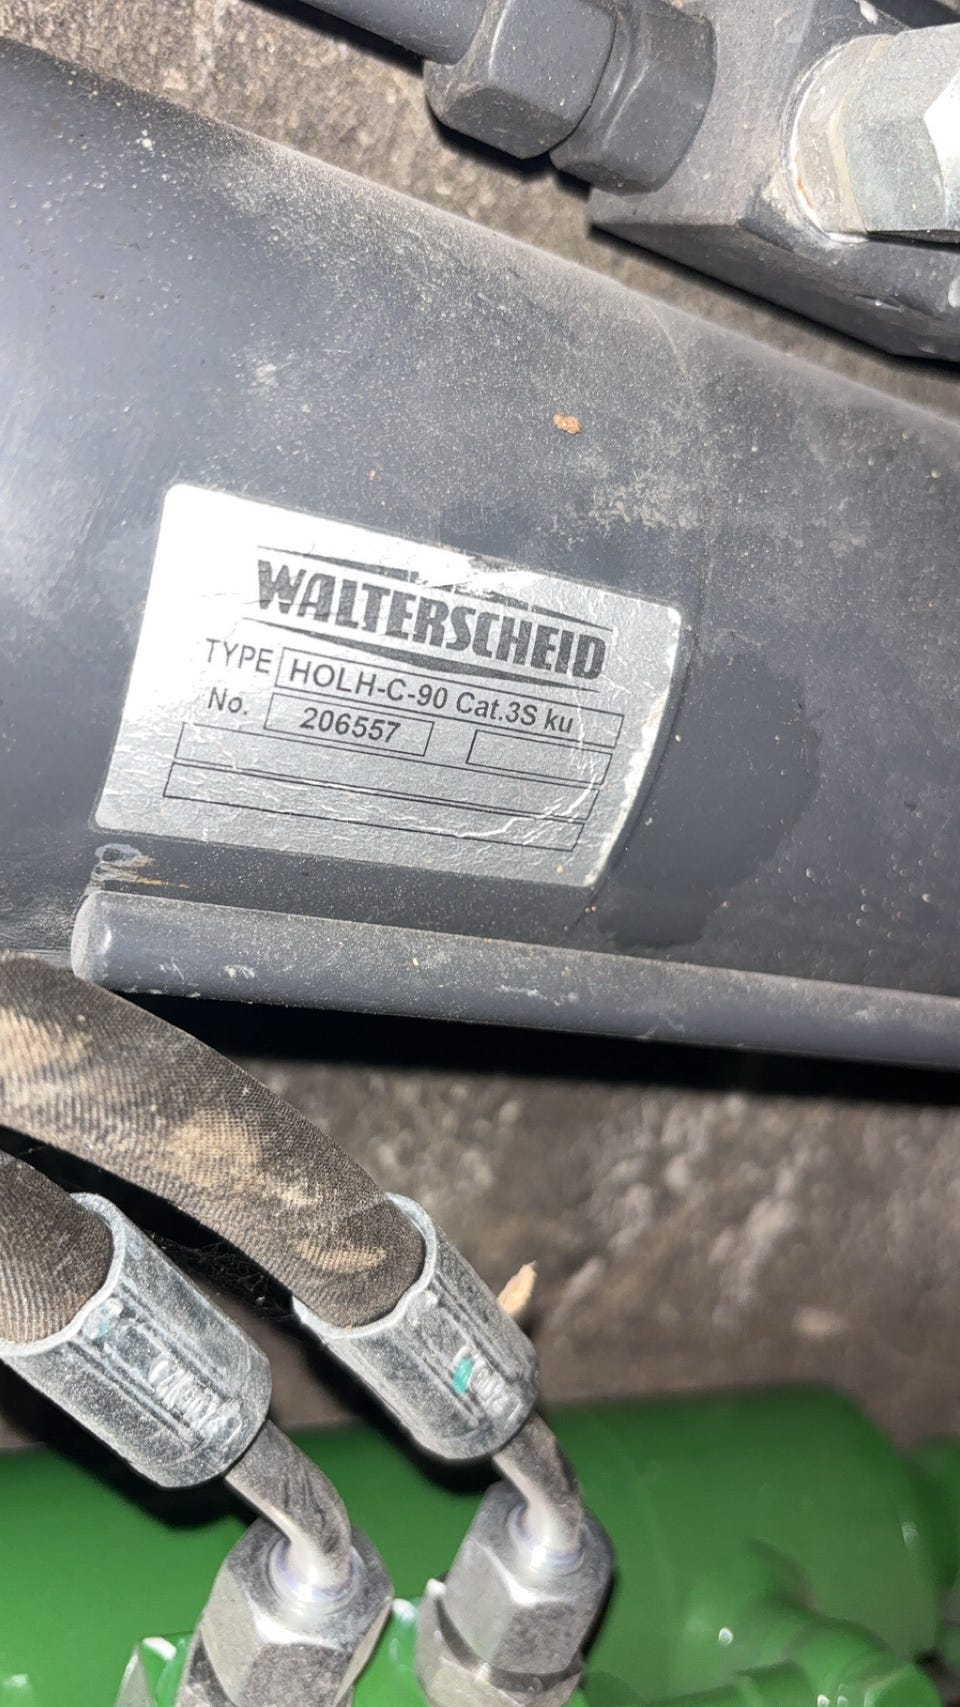 WALTERSCHEID
TYPE HOLH-C-90 Cat.3S ku
No. 206557